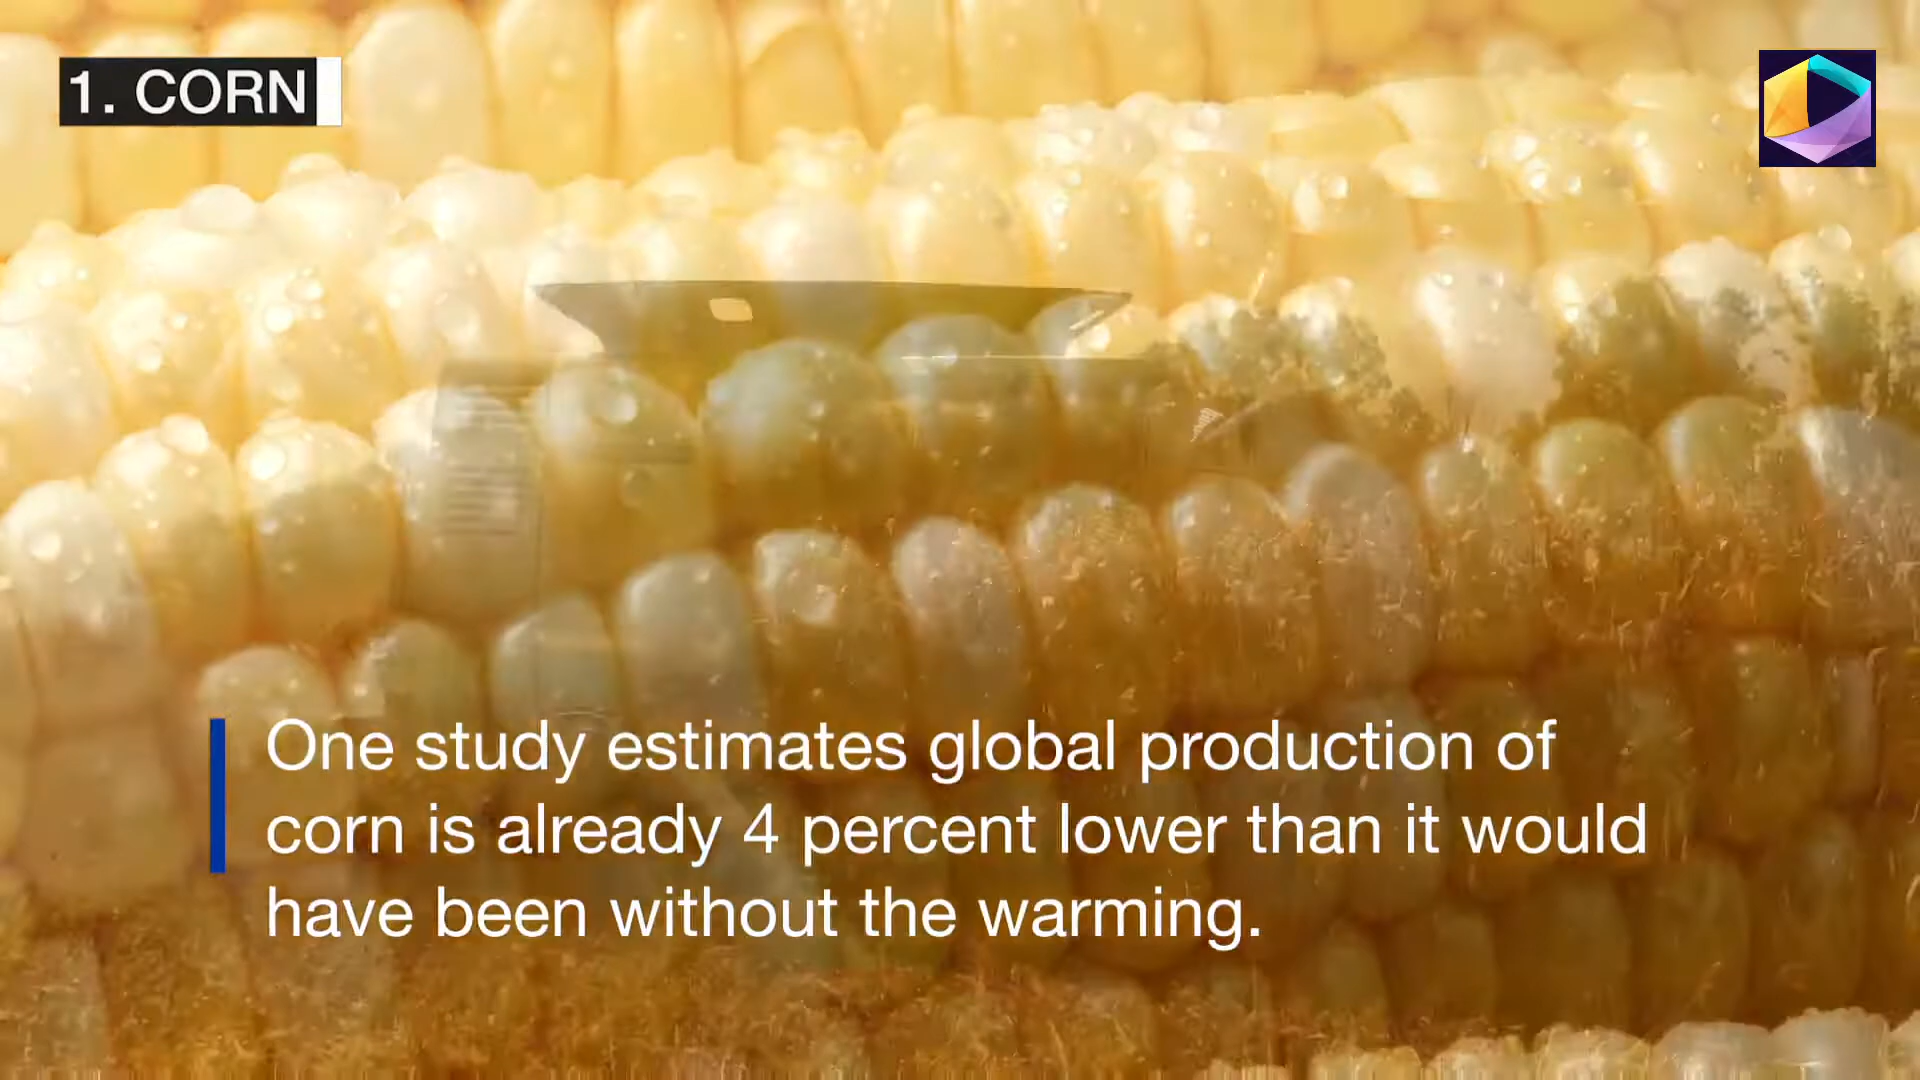 1. CORN
One study estimates global production of
corn is already 4 percent lower than it would
have been without the warming.